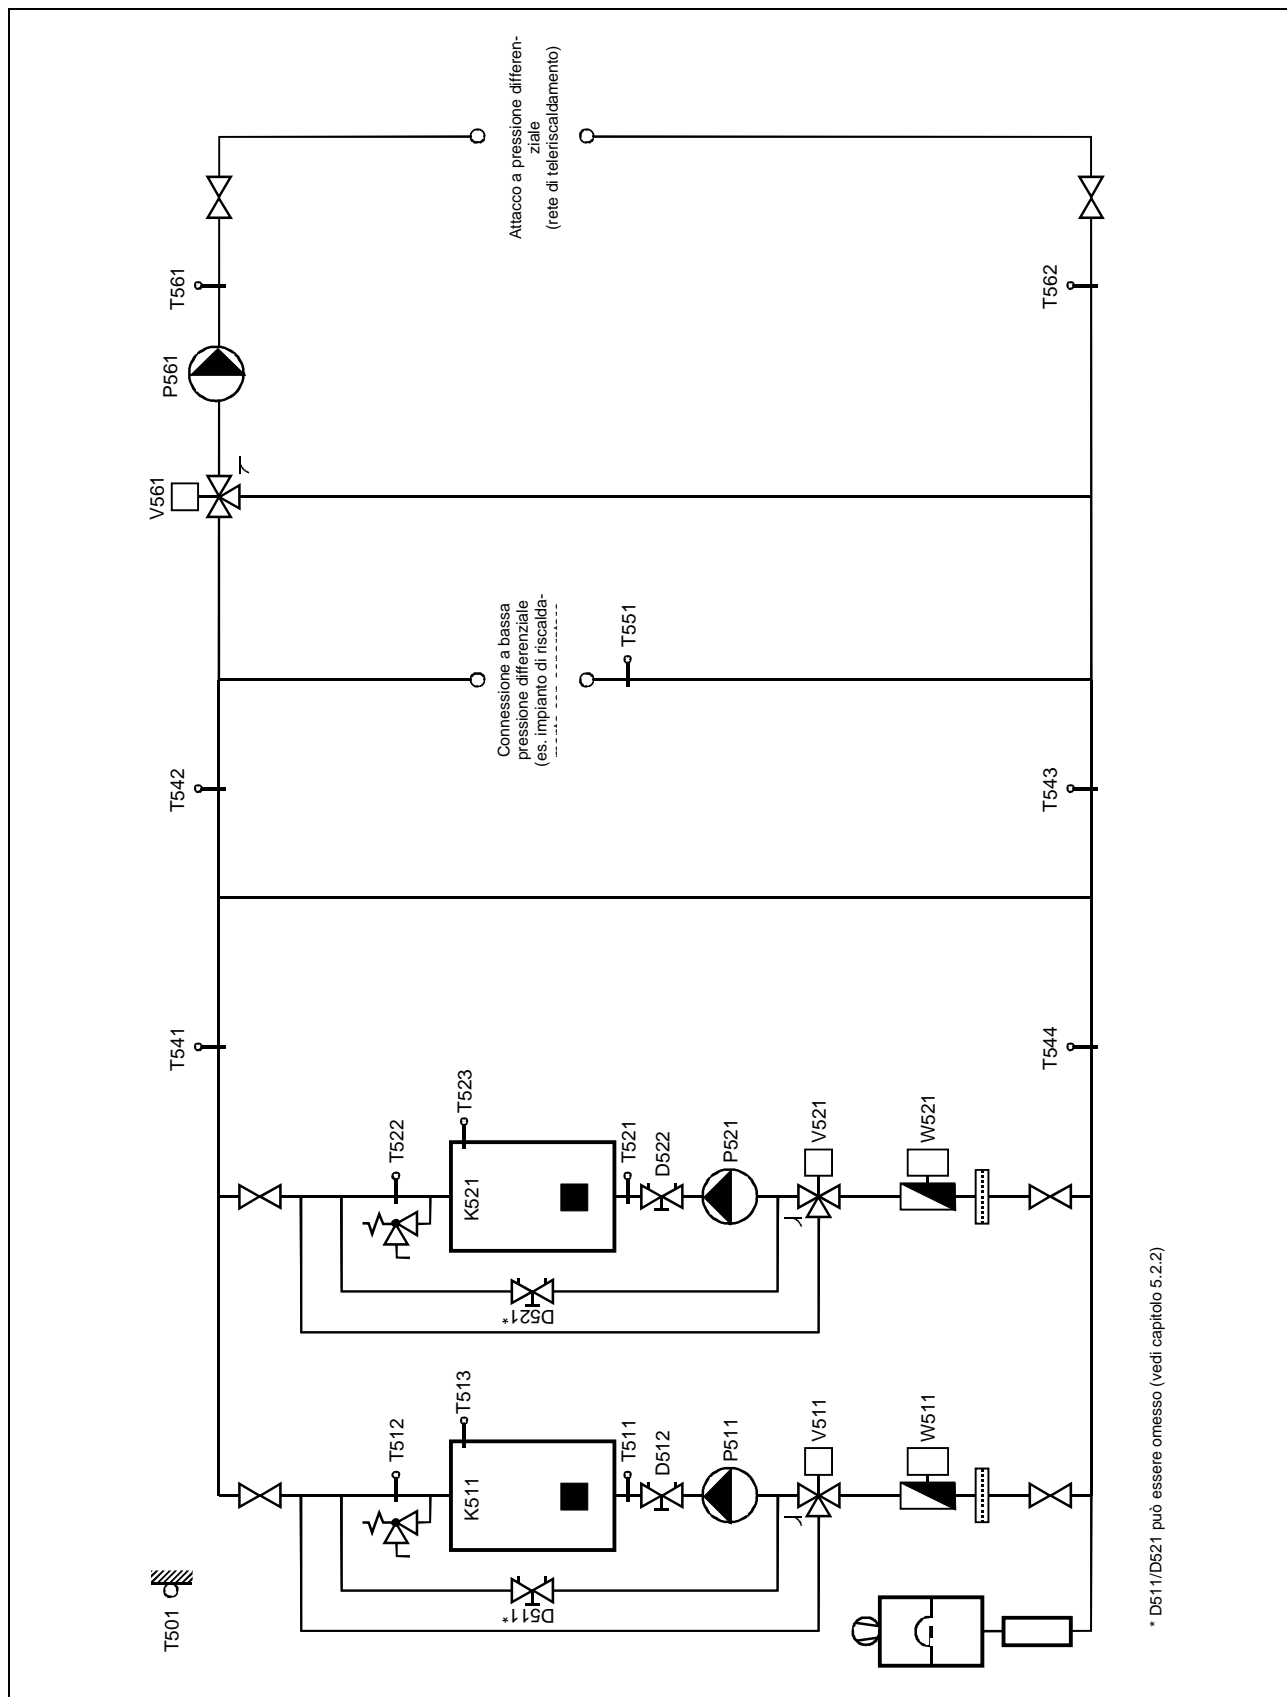 Attacco a pressione differen-
ziale
(rete di teleriscaldamento)
T561
T562
P561
V561
Connessione a bassa
pressione differenziale
(es. impianto di riscalda-
T551
T542
T543
T541
T544
T522
T523
K521
T521
D522
P521
V521
W521
D521*
T512
T513
K511
T511
D512
P511
V511
W511
D511*
T501
* D511/D521 può essere omesso (vedi capitolo 5.2.2)